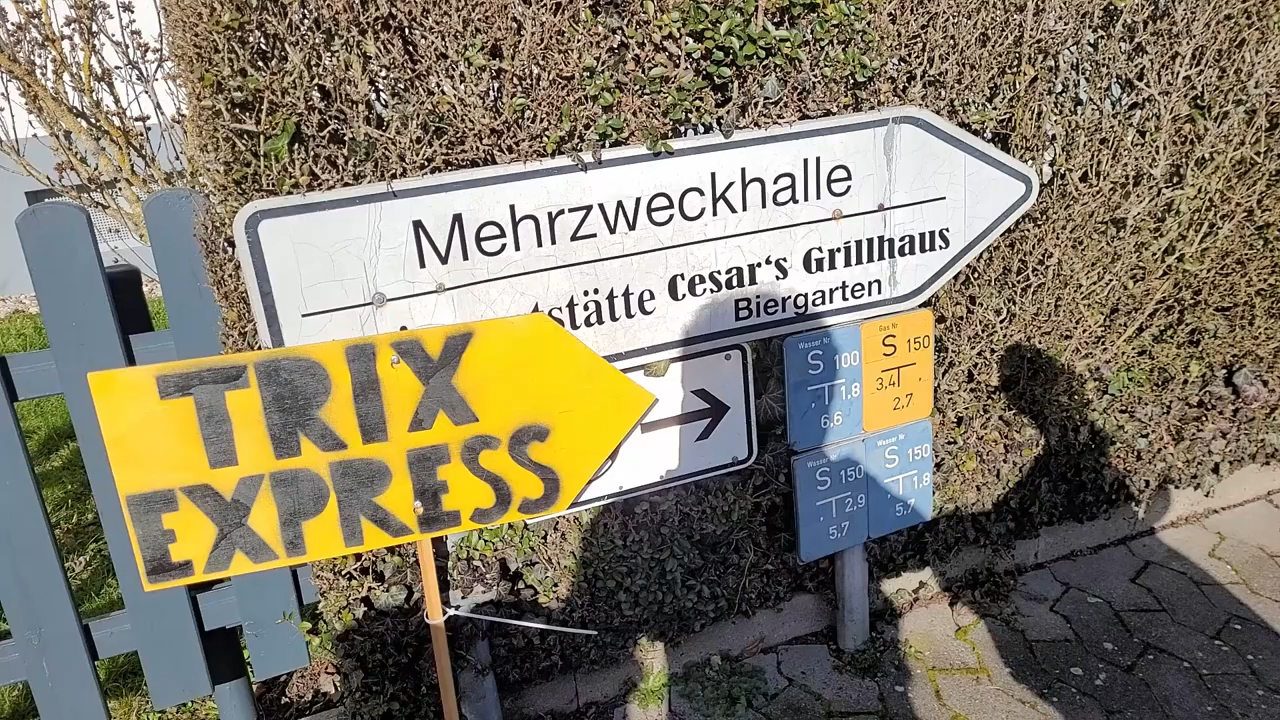 Mehrzweckhalle
Cesar's Grillhaus
Biergarten
TRIX
EXPRESS
Wasser Nr
S 100
T 1.8
6,6
Gas Nr
S 150
3,4 T
2,7
Wasser Nr
S 150
T 2,9
5,7
Wasser Nr
S 150
T 1.8
5,7